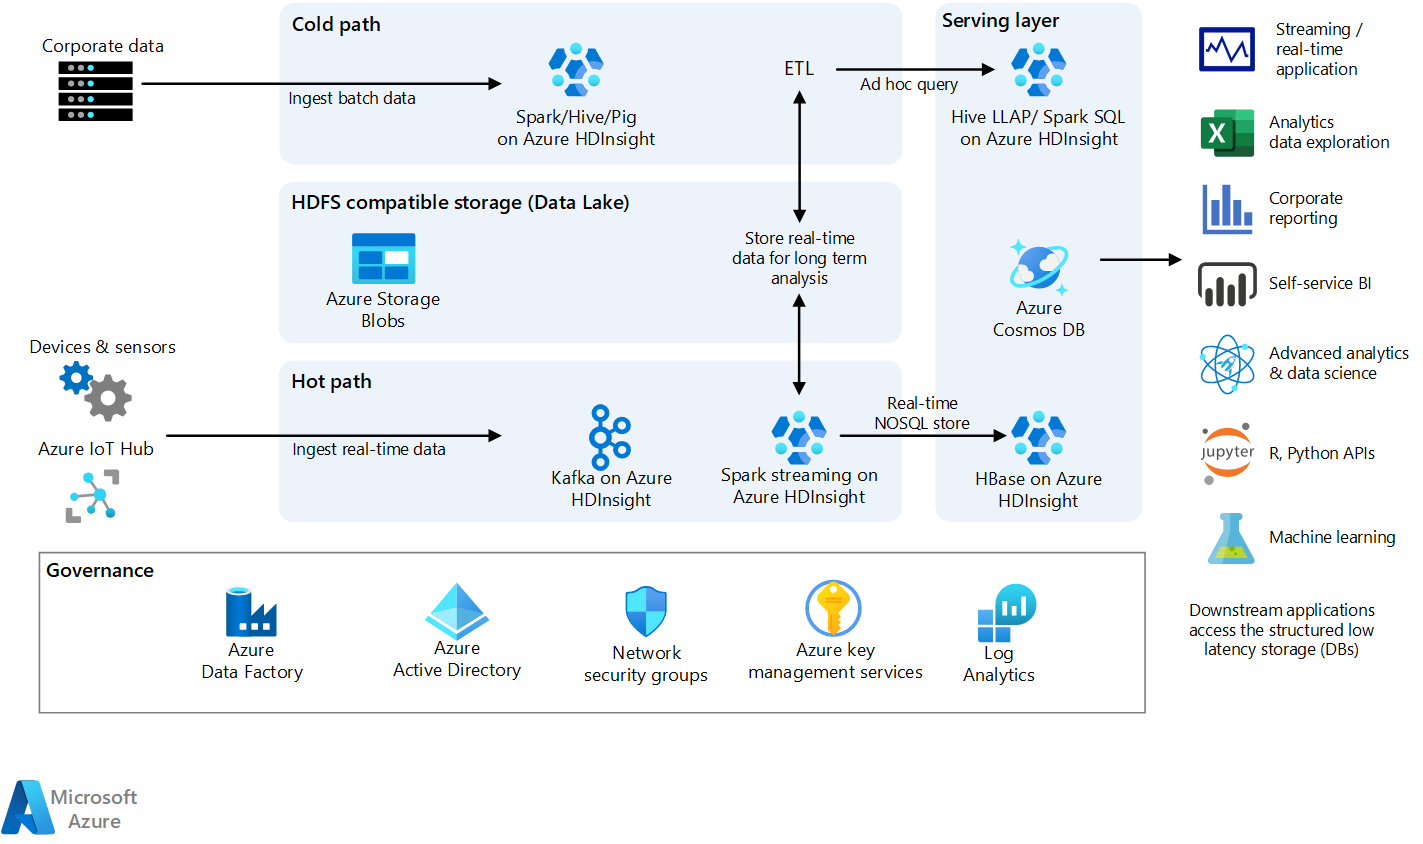 Corporate data
Cold path
Ingest batch data
Spark/Hive/Pig
on Azure HDInsight
ETL
Ad hoc query
Serving layer
Hive LLAP/ Spark SQL
on Azure HDInsight
HDFS compatible storage (Data Lake)
Azure Storage
Blobs
Store real-time
data for long term
analysis
Azure
Cosmos DB
Devices & sensors
Azure IoT Hub
Hot path
Ingest real-time data
Kafka on Azure
HDInsight
Spark streaming on
Azure HDInsight
Real-time
NOSQL store
HBase on Azure
HDInsight
Streaming /
real-time
application
X
Analytics
data exploration
Corporate
reporting
Self-service BI
Advanced analytics
& data science
jupyter
R, Python APIs
Machine learning
Downstream applications
access the structured low
latency storage (DBs)
Governance
Azure
Data Factory
Azure
Active Directory
Network
security groups
Azure key
management services
Log
Analytics
Microsoft
Azure